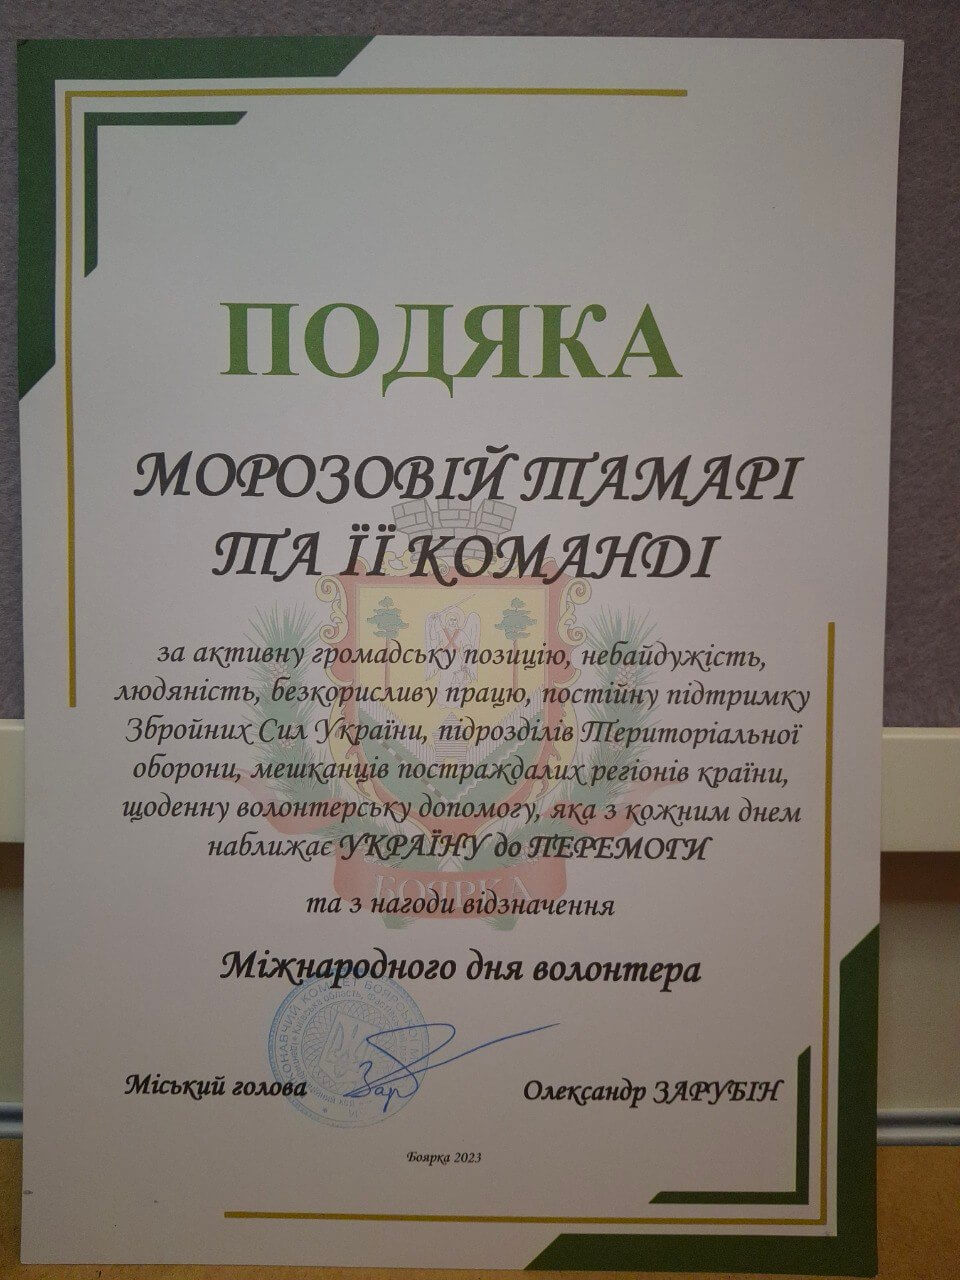 ПОДЯКА
МОРОЗОВІЙ ТАМАРІ
ТА ЇЇ КОМАНДІ
за активну громадську позицію, небайдужість,
людяність, безкорисливу працю, постійну підтримку
Збройних Сил України, підрозділів Територіальної
оборони, мешканців постраждалих регіонів країни,
щоденну волонтерську допомогу, яка з кожним днем
наближає УКРАЇНУ до ПЕРЕМОГИ
БОЯРКА
та з нагоди відзначення
Міжнародного дня волонтера
Міський голова
Зар
Олександр ЗАРУБІН
Боярка 2023